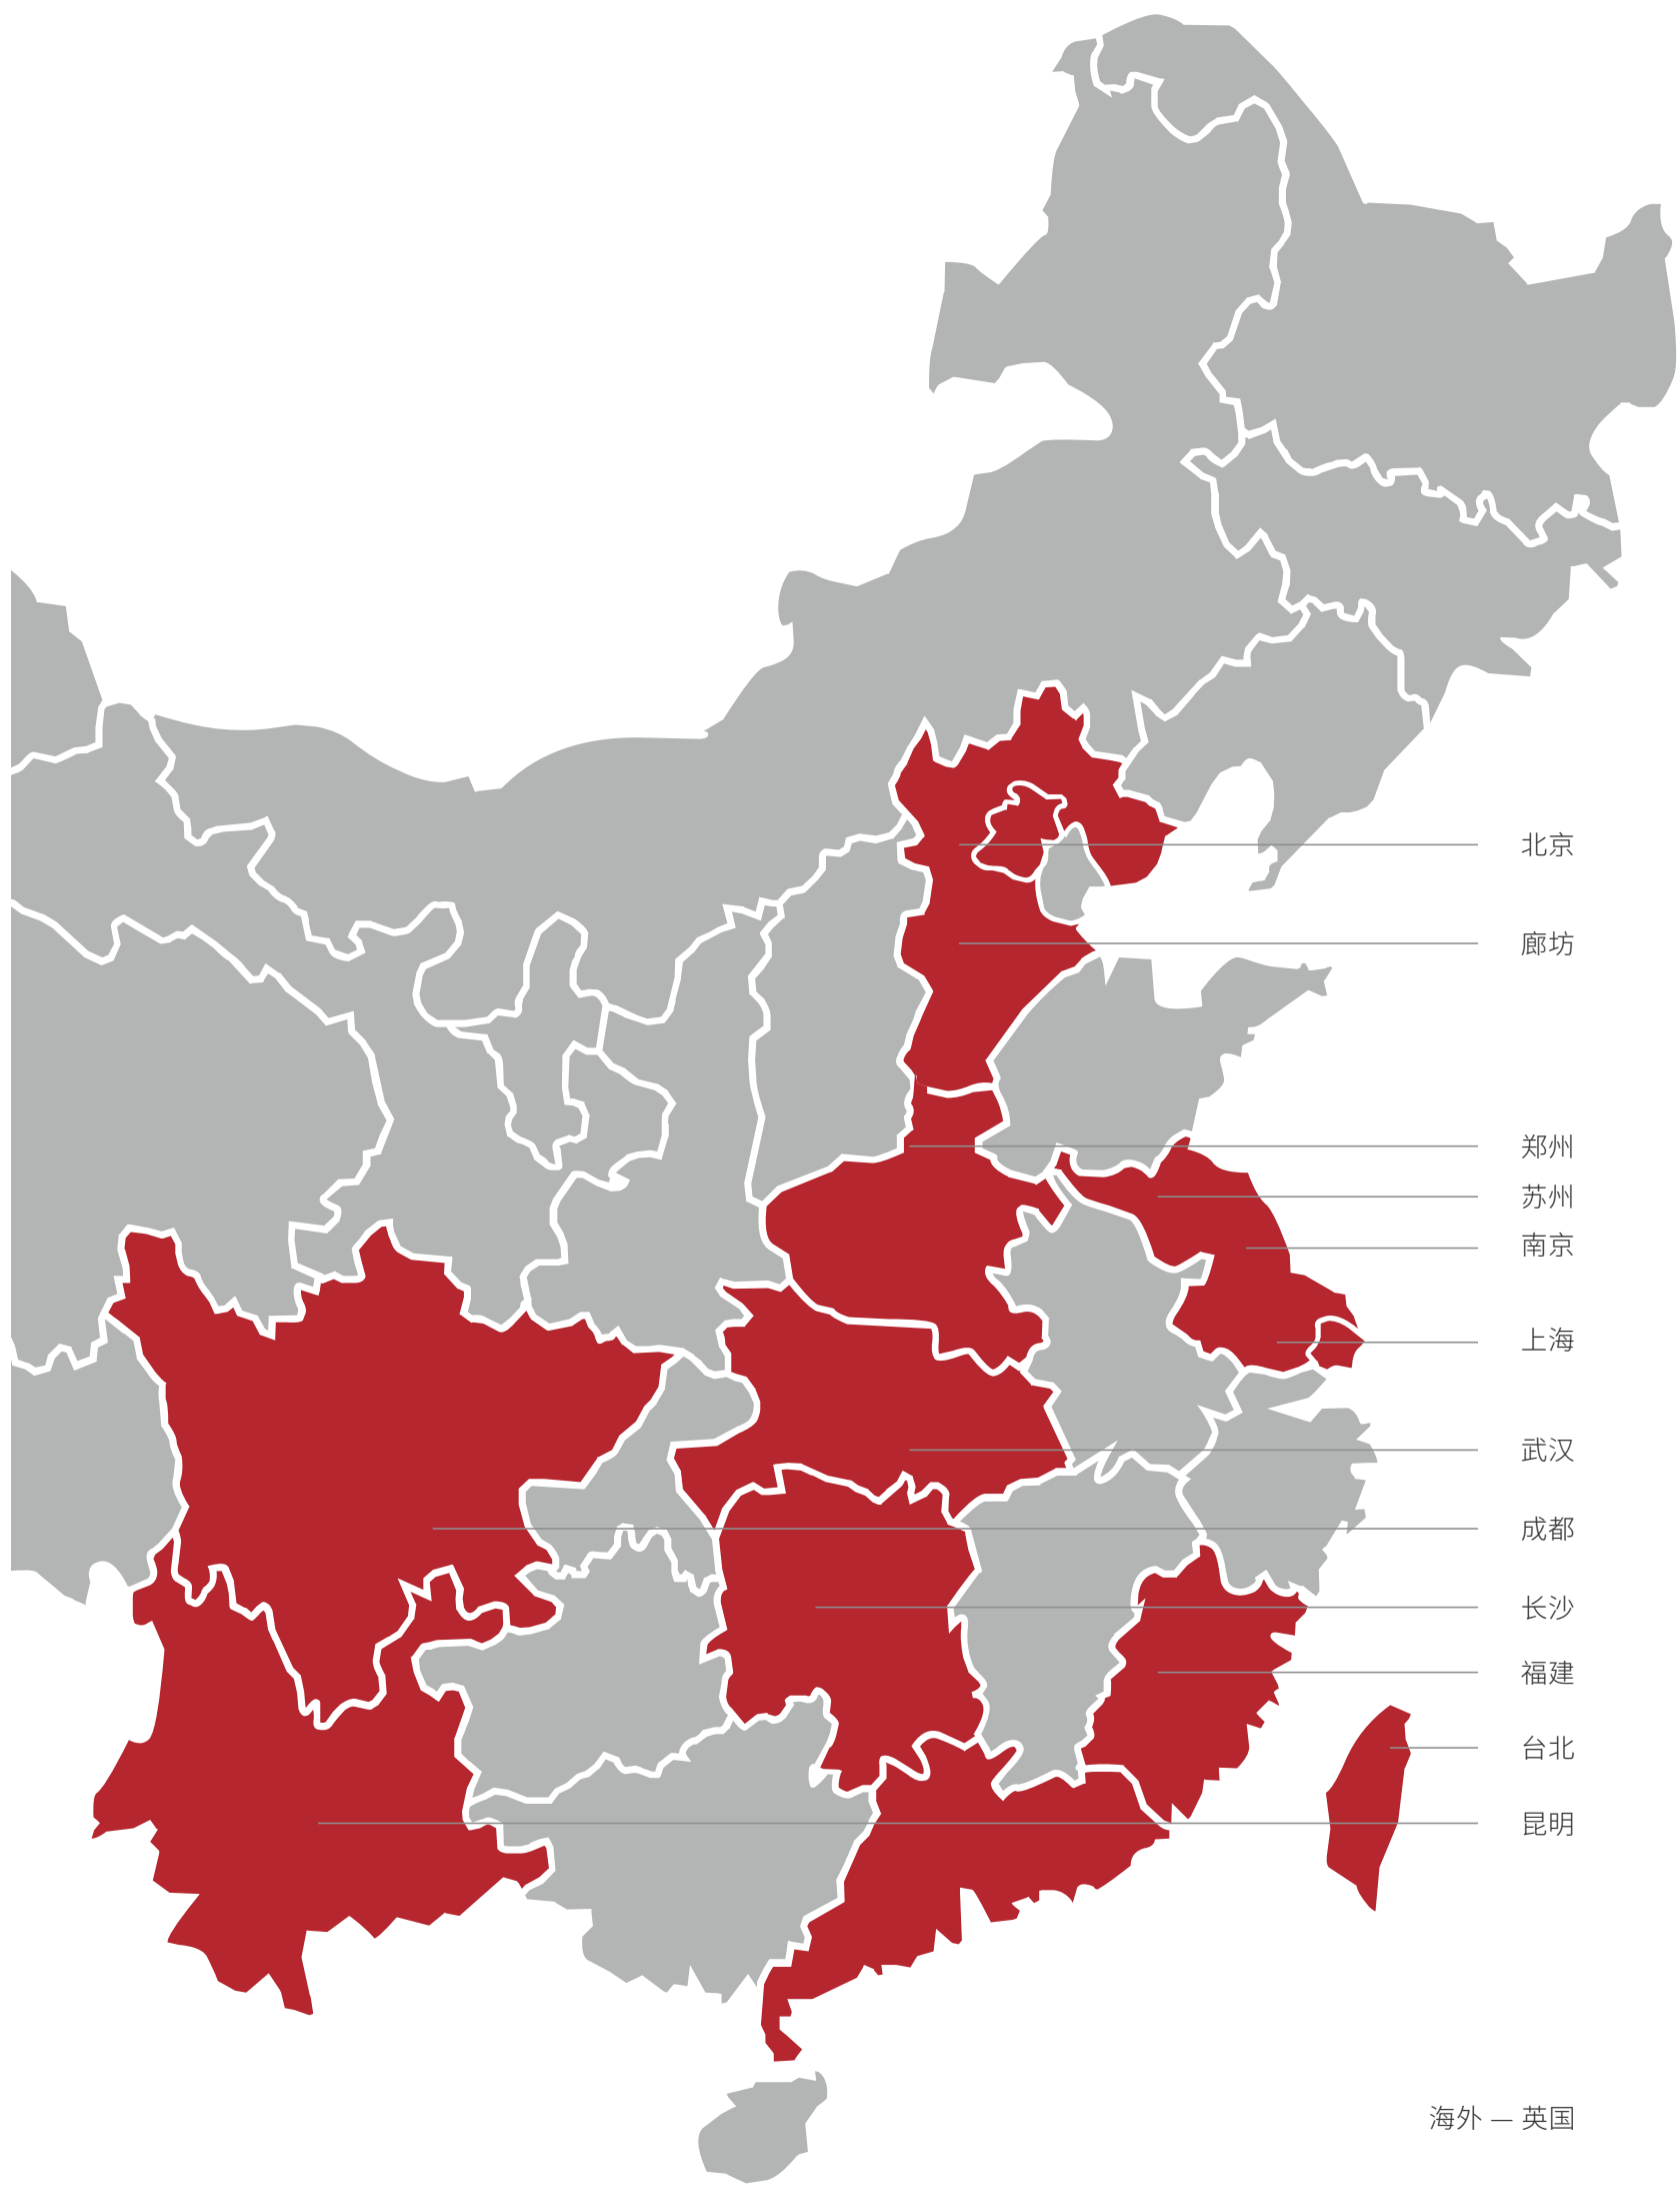 北京
廊坊
郑州
苏州
南京
上海
武汉
成都
长沙
福建
台北
昆明
海外 — 英国